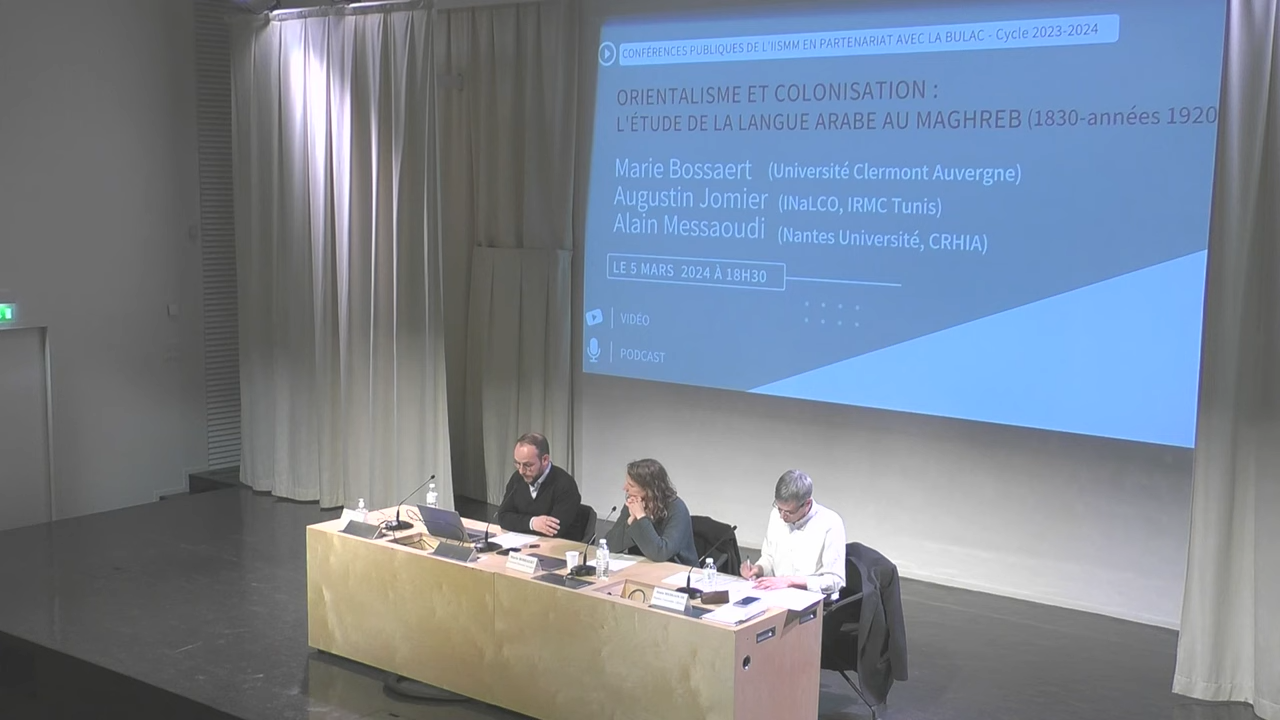 CONFÉRENCES PUBLIQUES DE L'IISMM EN PARTENARIAT AVEC LA BULAC - Cycle 2023-2024
ORIENTALISME ET COLONISATION :
L'ÉTUDE DE LA LANGUE ARABE AU MAGHREB (1830-années 1920
Marie Bossaert (Université Clermont Auvergne)
Augustin Jomier (INaLCO, IRMC Tunis)
Alain Messaoudi (Nantes Université, CRHIA)
LE 5 MARS 2024 À 18H30
VIDÉO
PODCAST